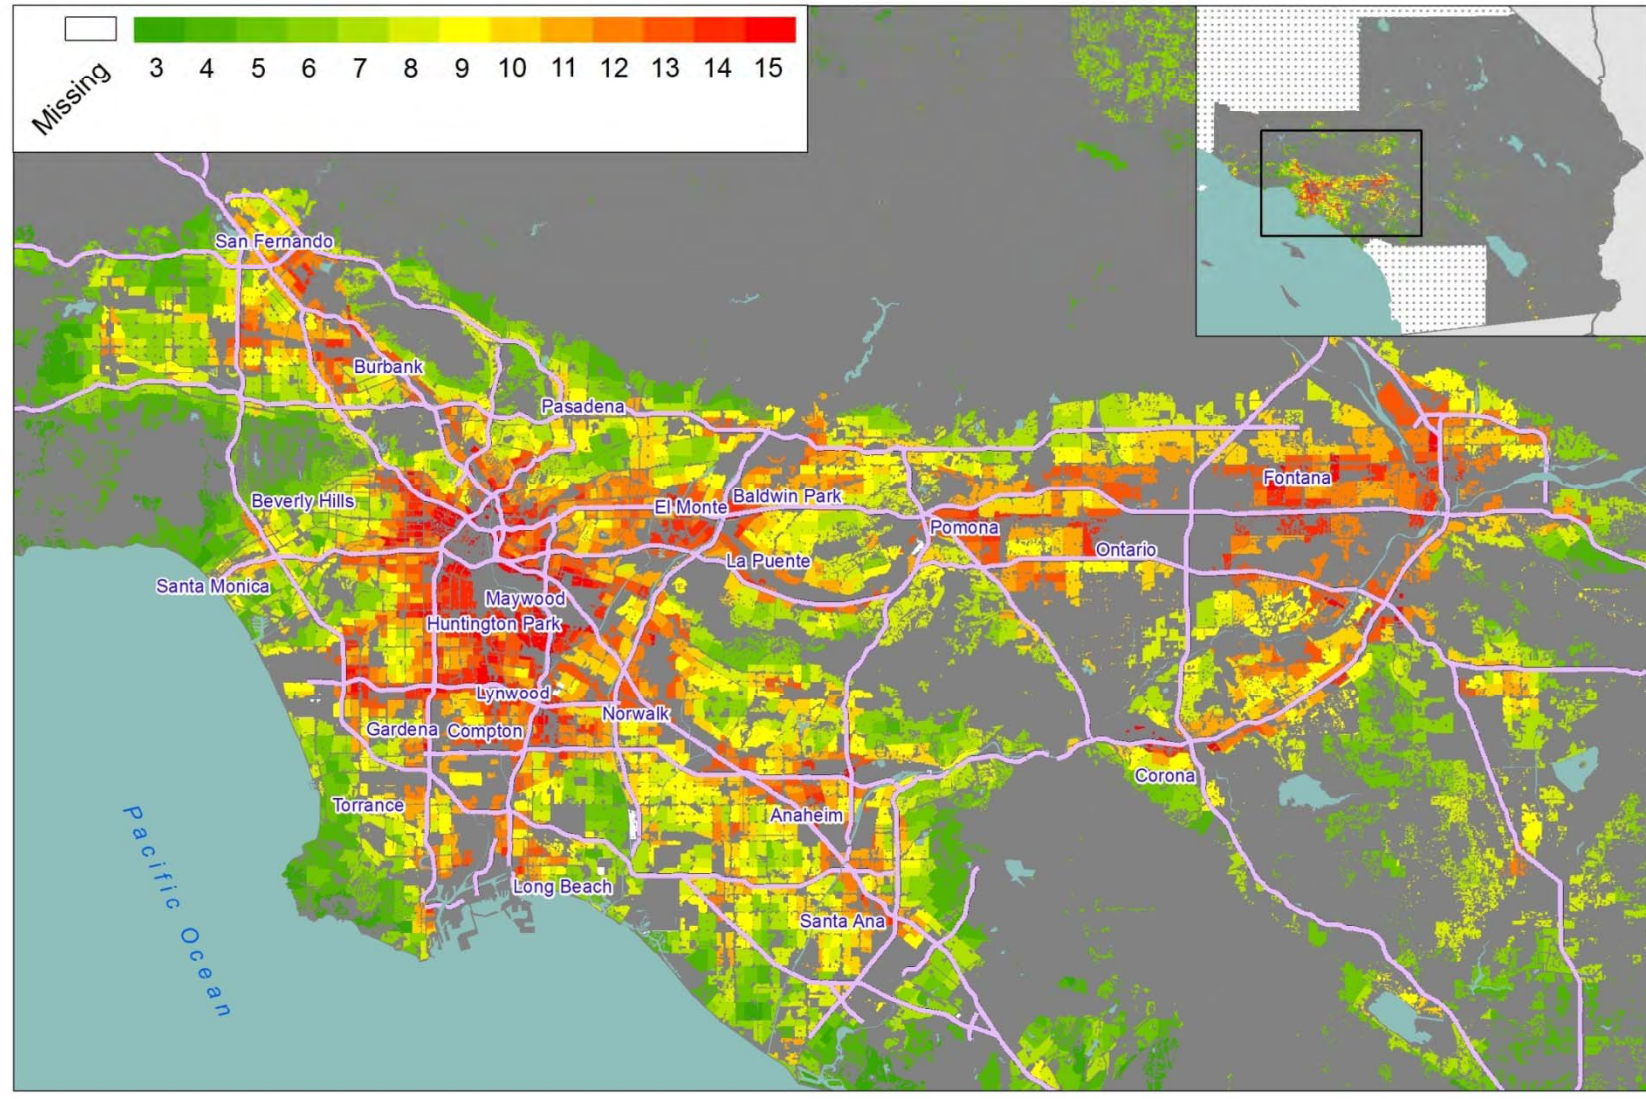 3 4 5 6 7 8 9 10 11 12 13 14 15
Missing
San Fernando
Burbank
Pasadena
Beverly Hills
El Monte
Baldwin Park
Fontana
Pomona
Ontario
La Puente
Santa Monica
Maywood
Huntington Park
Lynwood
Norwalk
Gardena
Compton
Corona
Torrance
Anaheim
Long Beach
Santa Ana
Pacific Ocean